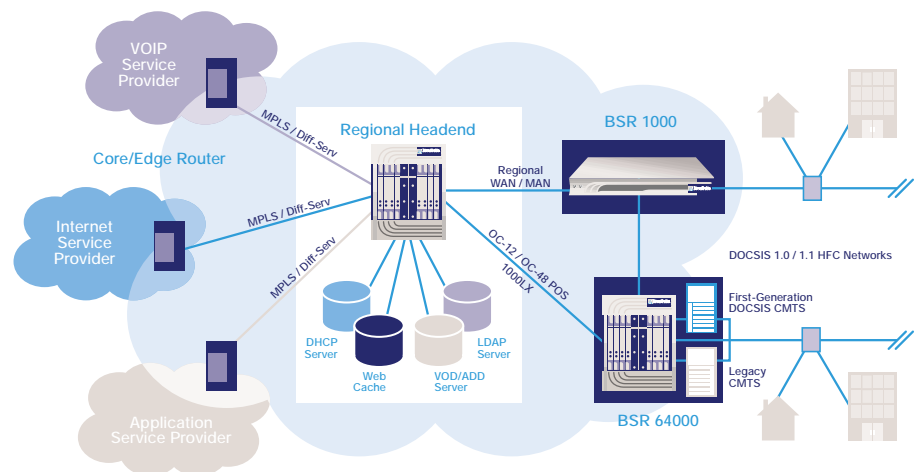 VOIP
Service
Provider
MPLS / Diff-Serv
Core/Edge Router
Regional Headend
BSR 1000
Regional
WAN / MAN
Internet
Service
Provider
MPLS / Diff-Serv
MPLS / Diff-Serv
OC-12 / OC-48 POS
1000LX
DOCSIS 1.0 / 1.1 HFC Networks
First-Generation
DOCSIS CMTS
DHCP
Server
Web
Cache
VOD/ADD
Server
LDAP
Server
Legacy
CMTS
BSR 64000
Application
Service Provider